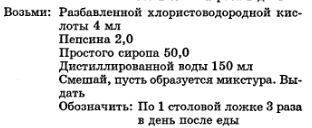 Возьми: Разбавленной хлористоводородной кис-
лоты 4 мл
Пепсина 2,0
Простого сиропа 50,0
Дистиллированной воды 150 мл
Смешай, пусть образуется микстура. Вы-
дать
Обозначить: По 1 столовой ложке 3 раза
в день после еды